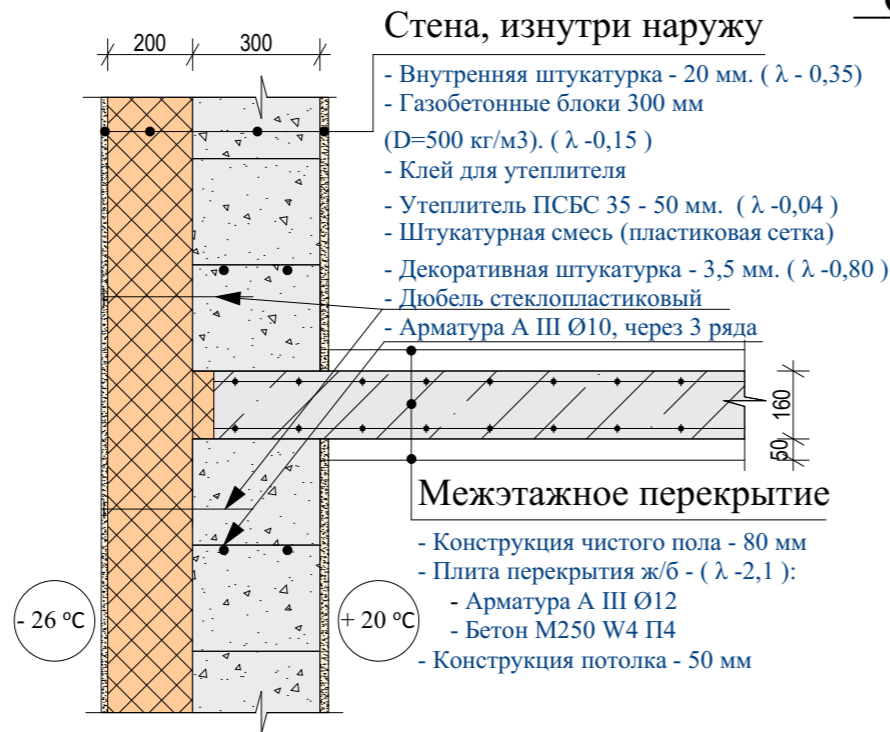 200
300
Стена, изнутри наружу
- Внутренняя штукатурка - 20 мм. ( λ - 0,35)
- Газобетонные блоки 300 мм
(D=500 кг/м3). ( λ -0,15 )
- Клей для утеплителя
- Утеплитель ПСБС 35 - 50 мм. ( λ -0,04 )
- Штукатурная смесь (пластиковая сетка)
- Декоративная штукатурка - 3,5 мм. ( λ -0,80 )
- Дюбель стеклопластиковый
- Арматура А III Ø10, через 3 ряда
160
50
Межэтажное перекрытие
- Конструкция чистого пола - 80 мм
- Плита перекрытия ж/б - ( λ -2,1 ):
- Арматура А III Ø12
- Бетон М250 W4 П4
- Конструкция потолка - 50 мм
- 26 ºC
+ 20 ºC